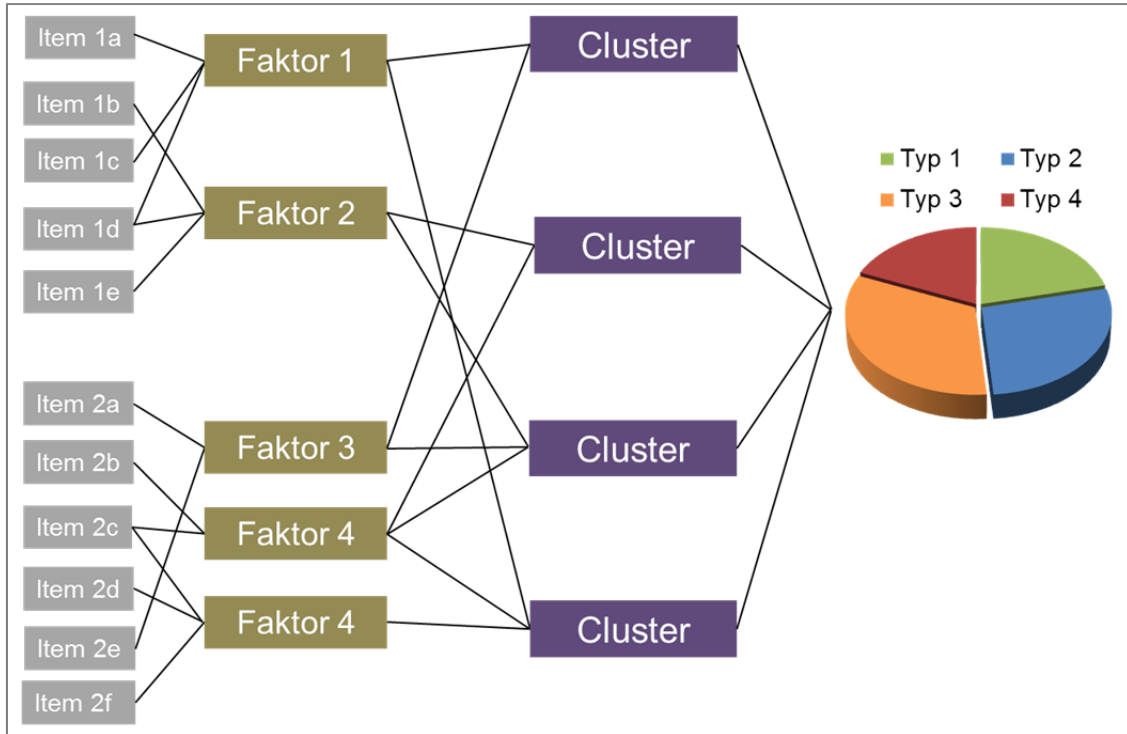 Item 1a
Item 1b
Item 1c
Item 1d
Item 1e
Item 2a
Item 2b
Item 2c
Item 2d
Item 2e
Item 2f
Faktor 1
Faktor 2
Faktor 3
Faktor 4
Faktor 4
Cluster
Cluster
Cluster
Cluster
Typ 1 Typ 2
Typ 3 Typ 4